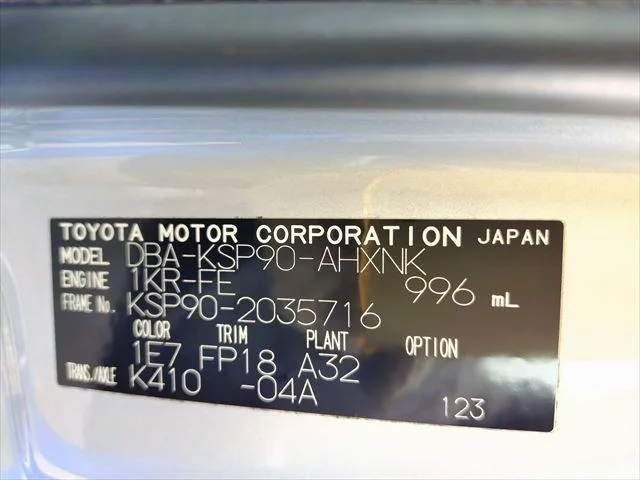 TOYOTA MOTOR CORPORATION JAPAN
MODEL DBA-KSP90-AHXNK
ENGINE 1KR-FE 996 mL
FRAME No. KSP90-2035716
COLOR TRIM PLANT OPTION
1E7 FP18 A32
TRANS./AXLE K410 -04A
123